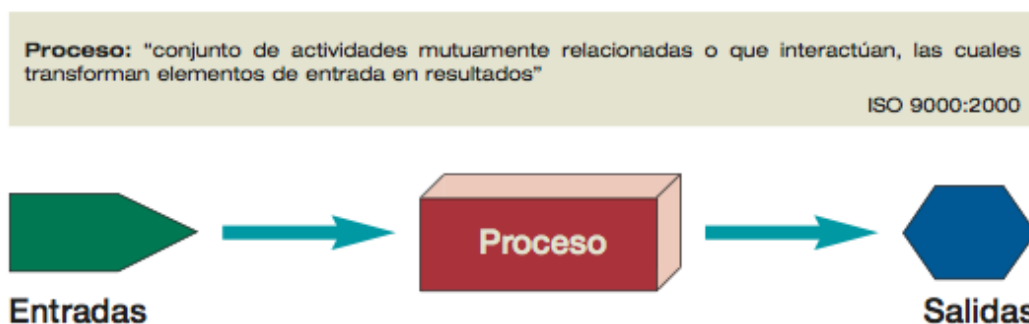 Proceso: “conjunto de actividades mutuamente relacionadas o que interactúan, las cuales
transforman elementos de entrada en resultados”
ISO 9000:2000
Proceso
Entradas
Salidas